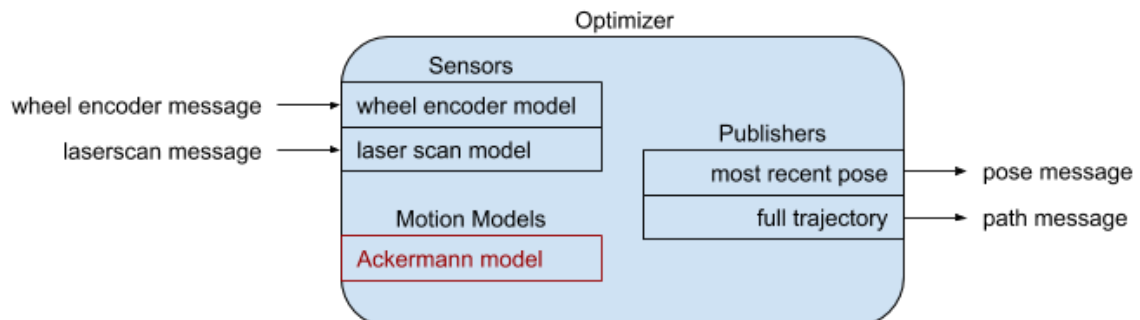 Optimizer
Sensors
wheel encoder message
wheel encoder model
laserscan message
laser scan model
Publishers
most recent pose
pose message
full trajectory
path message
Motion Models
Ackermann model